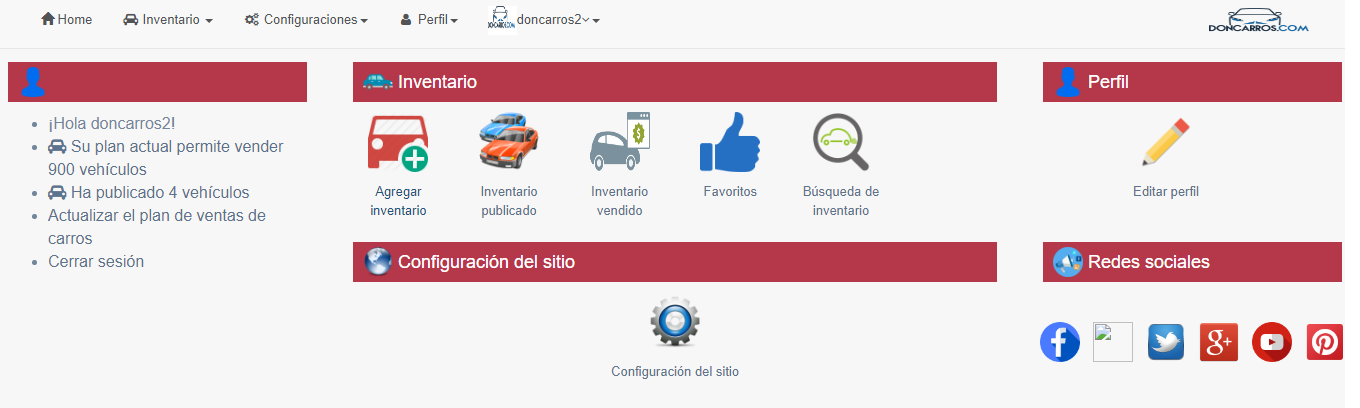 Home Inventario Configuraciones Perfil DONCARROS.COM doncarros2 DONCARROS.COM
¡Hola doncarros2!
Su plan actual permite vender
900 vehículos
Ha publicado 4 vehículos
Actualizar el plan de ventas de
carros
Cerrar sesión
Inventario
Agregar
inventario
Inventario
publicado
Inventario
vendido
Favoritos
Búsqueda de
inventario
Configuración del sitio
Configuración del sitio
Perfil
Editar perfil
Redes sociales
f g+